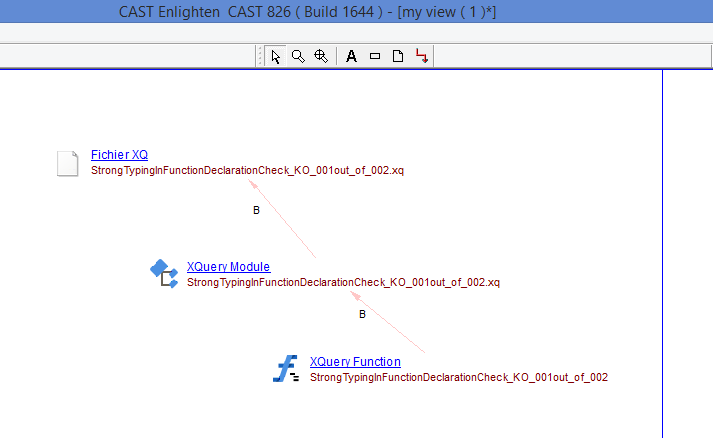 CAST Enlighten CAST 826 ( Build 1644 ) - [my view ( 1 )*]
A
Fichier XQ
StrongTypingInFunctionDeclarationCheck_KO_001out_of_002.xq
B
XQuery Module
StrongTypingInFunctionDeclarationCheck_KO_001out_of_002.xq
B
XQuery Function
StrongTypingInFunctionDeclarationCheck_KO_001out_of_002